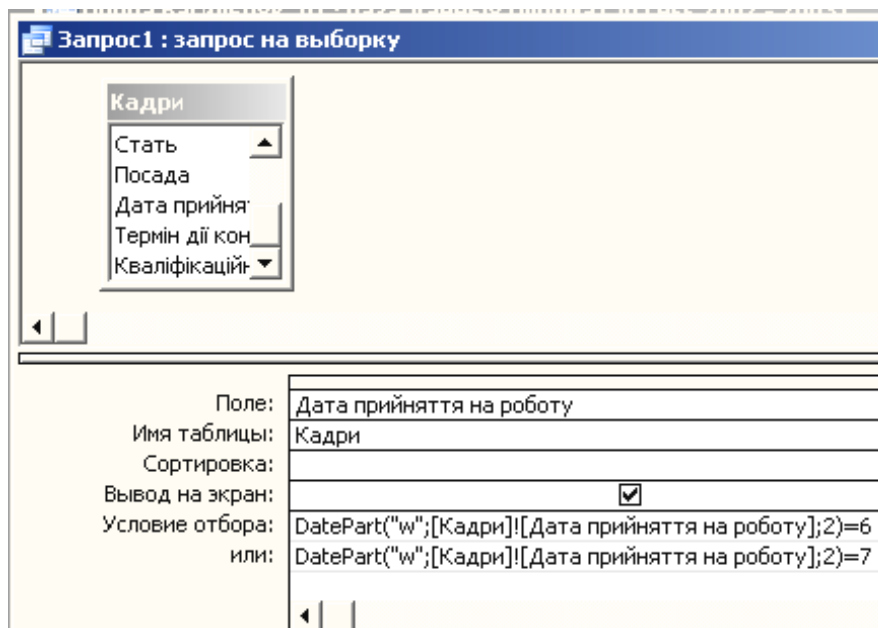 Запрос1 : запрос на выборку
Кадри
Стать
Посада
Дата прийня
Термін дії кон
Кваліфікаційн
Поле: Дата прийняття на роботу
Имя таблицы: Кадри
Сортировка:
Вывод на экран:
Условие отбора: DatePart("w";[Кадри]![Дата прийняття на роботу];2)=6
или: DatePart("w";[Кадри]![Дата прийняття на роботу];2)=7